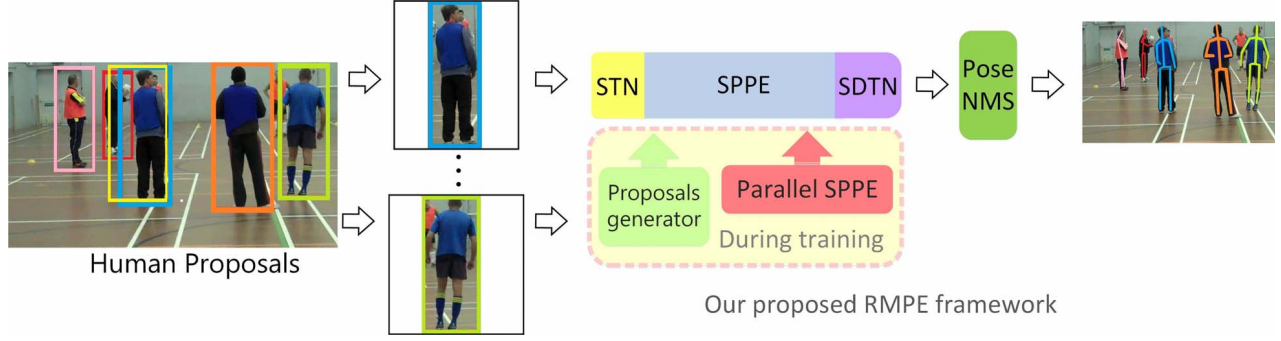 Human Proposals
STN
SPPE
SDTN
Proposals
generator
Parallel SPPE
During training
Pose
NMS
Our proposed RMPE framework